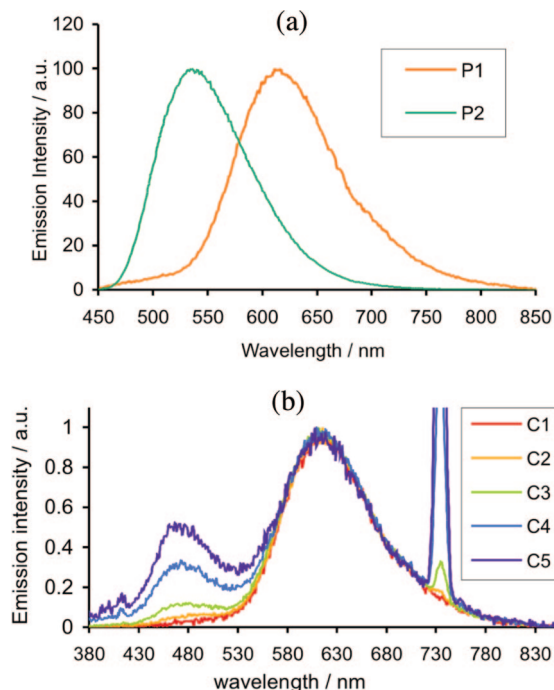 (a)
Emission Intensity / a.u.
120
100
80
60
40
20
0
P1
P2
450 500 550 600 650 700 750 800 850
Wavelength / nm
(b)
Emission intensity / a.u.
1
0.8
0.6
0.4
0.2
0
C1
C2
C3
C4
C5
380 430 480 530 580 630 680 730 780 830
wavelength / nm